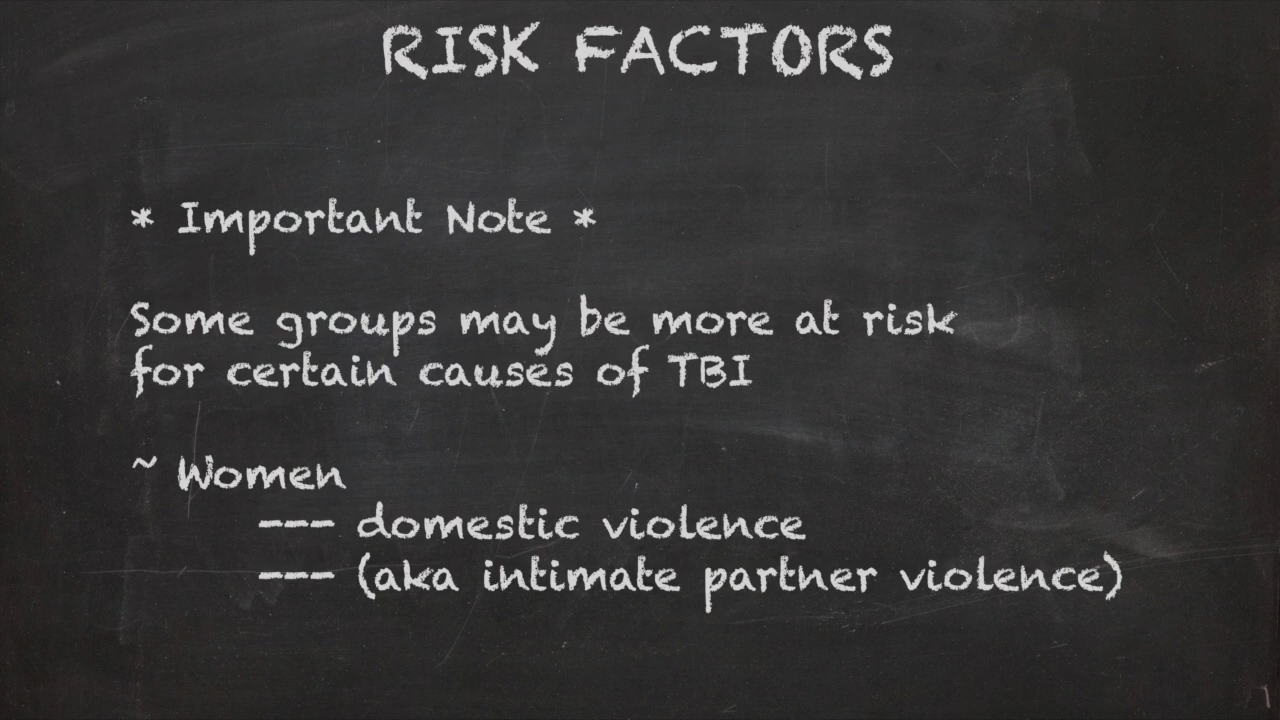 RISK FACTORS
* Important Note *
Some groups may be more at risk
for certain causes of TBI
~ Women
--- domestic violence
--- (aka intimate partner violence)